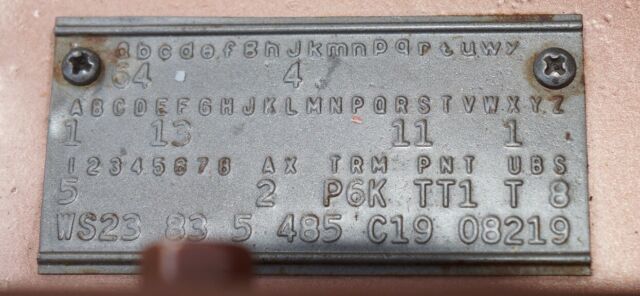 abcdefghJkmnpqrtuwy
64 4
ABCDEFGHJKLMNPQRSTVWXYZ
1 13 11 1
12345678 AX TRM PNT UBS
5 2 P6K TT1 T 8
WS23 83 5 485 C19 08219